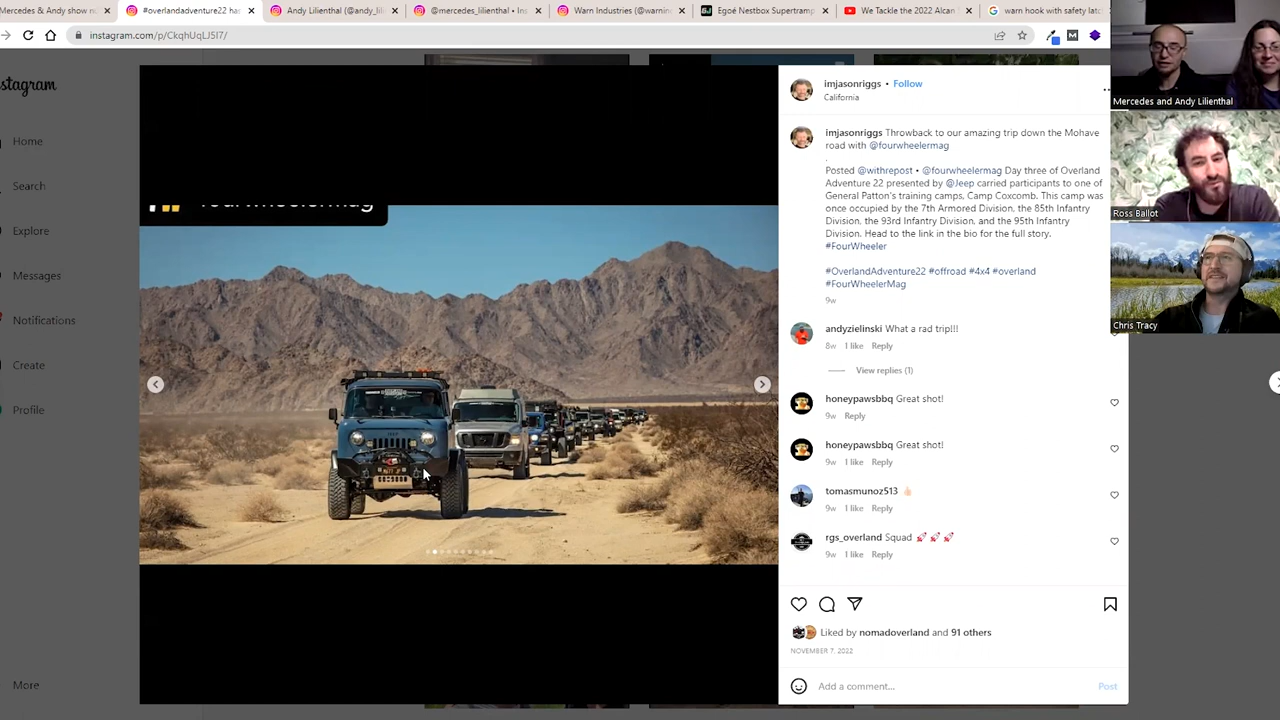 Mercedes & Andy show no
#overlandadventure22 has
Andy Lilienthal (@andy_lili
@mercedes_lilienthal • Ins
Warn Industries (@warnind
Egoé Nestbox Supertramp
We Tackle the 2022 Alcan 5
warn hook with safety latc
instagram.com/p/CkqhUqLJ5I7/
stagram
Home
Search
Explore
Messages
Notifications
Create
Profile
More
fourwheelermag
JEEP
imjasonriggs • Follow
California
imjasonriggs Throwback to our amazing trip down the Mohave
road with @fourwheelermag
.
Posted @withrepost • @fourwheelermag Day three of Overland
Adventure 22 presented by @Jeep carried participants to one of
General Patton's training camps, Camp Coxcomb. This camp was
once occupied by the 7th Armored Division, the 85th Infantry
Division, the 93rd Infantry Division, and the 95th Infantry
Division. Head to the link in the bio for the full story.
#FourWheeler
#OverlandAdventure22 #offroad #4x4 #overland
#FourWheelerMag
9w
andyzielinski What a rad trip!!!
8w 1 like Reply
View replies (1)
honeypawsbbq Great shot!
9w Reply
honeypawsbbq Great shot!
9w 1 like Reply
tomasmunoz513 👍🏻
9w 1 like Reply
rgs_overland Squad 🚀 🚀 🚀
9w 1 like Reply
Liked by nomadoverland and 91 others
NOVEMBER 7, 2022
Add a comment...
Post
Mercedes and Andy Lilienthal
Ross Ballot
Chris Tracy